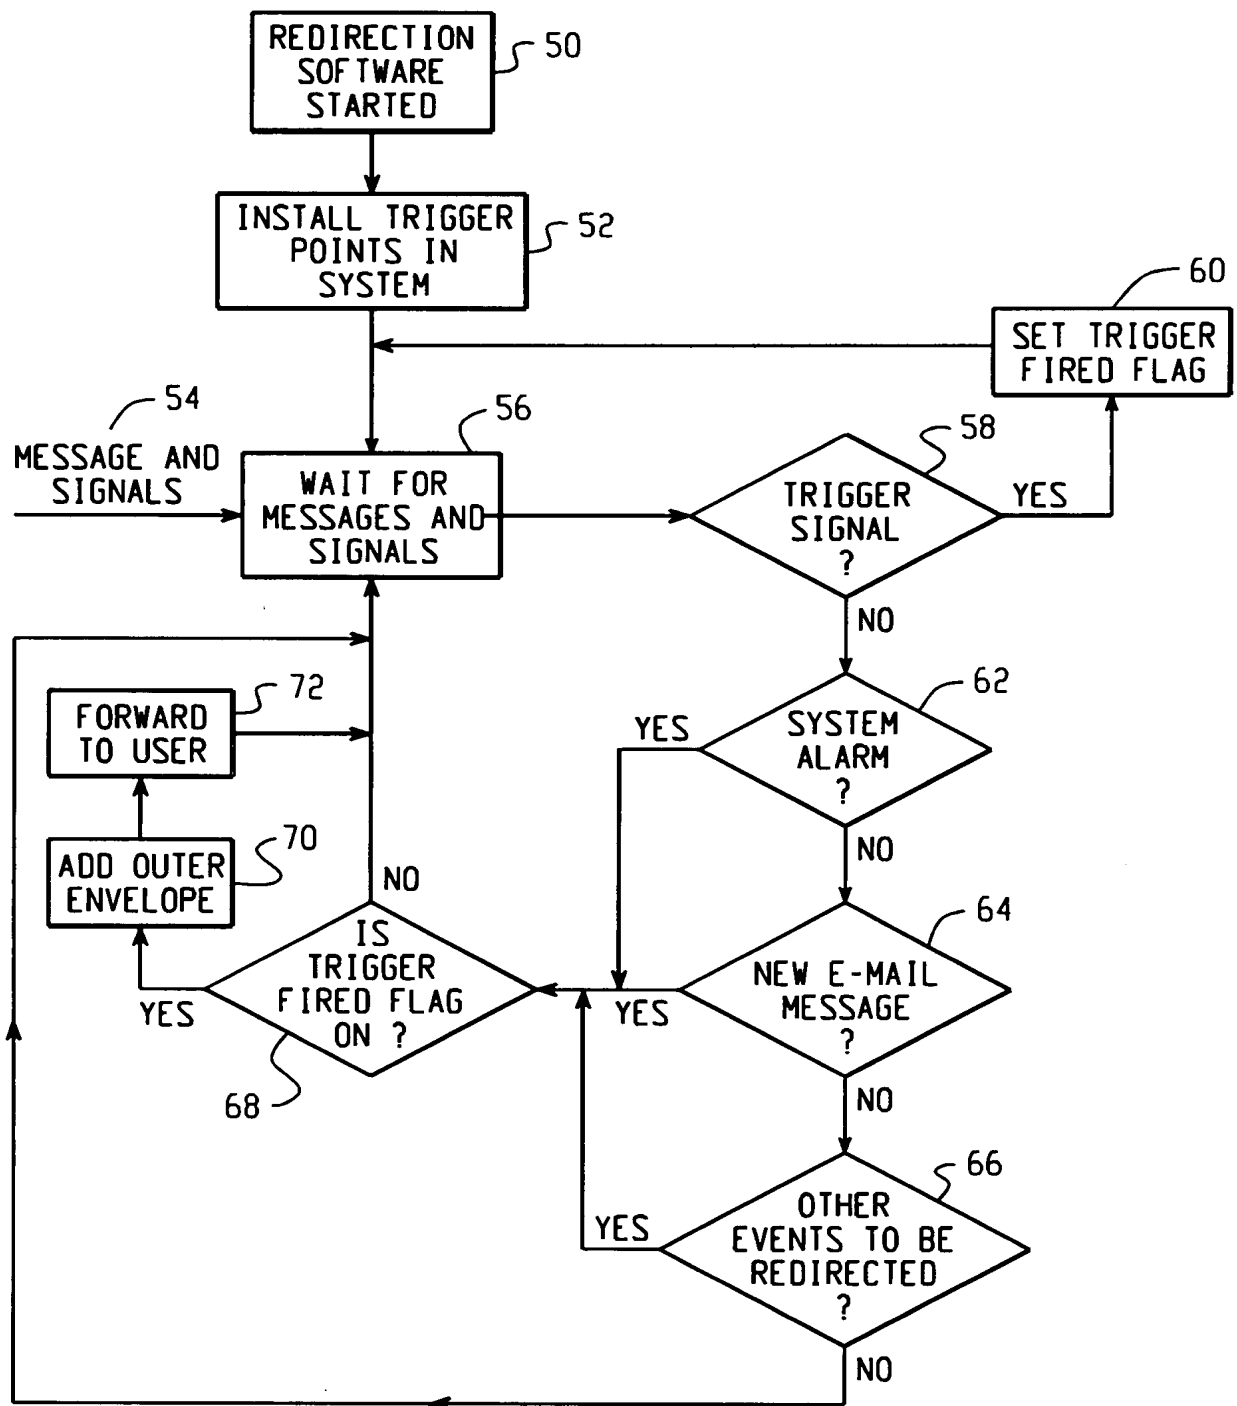 REDIRECTION
SOFTWARE
STARTED
50
INSTALL TRIGGER
POINTS IN
SYSTEM
52
60
SET TRIGGER
FIRED FLAG
54
MESSAGE AND
SIGNALS
56
WAIT FOR
MESSAGES AND
SIGNALS
58
TRIGGER
SIGNAL
?
YES
NO
62
SYSTEM
ALARM
?
YES
NO
72
FORWARD
TO USER
70
ADD OUTER
ENVELOPE
NO
64
NEW E-MAIL
MESSAGE
?
YES
NO
IS
TRIGGER
FIRED FLAG
ON ?
YES
68
66
OTHER
EVENTS TO BE
REDIRECTED
?
YES
NO